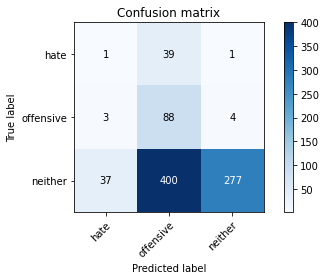 Confusion matrix
hate 1 39 1
offensive 3 88 4
neither 37 400 277
hate offensive neither
True label
Predicted label
400
350
300
250
200
150
100
50